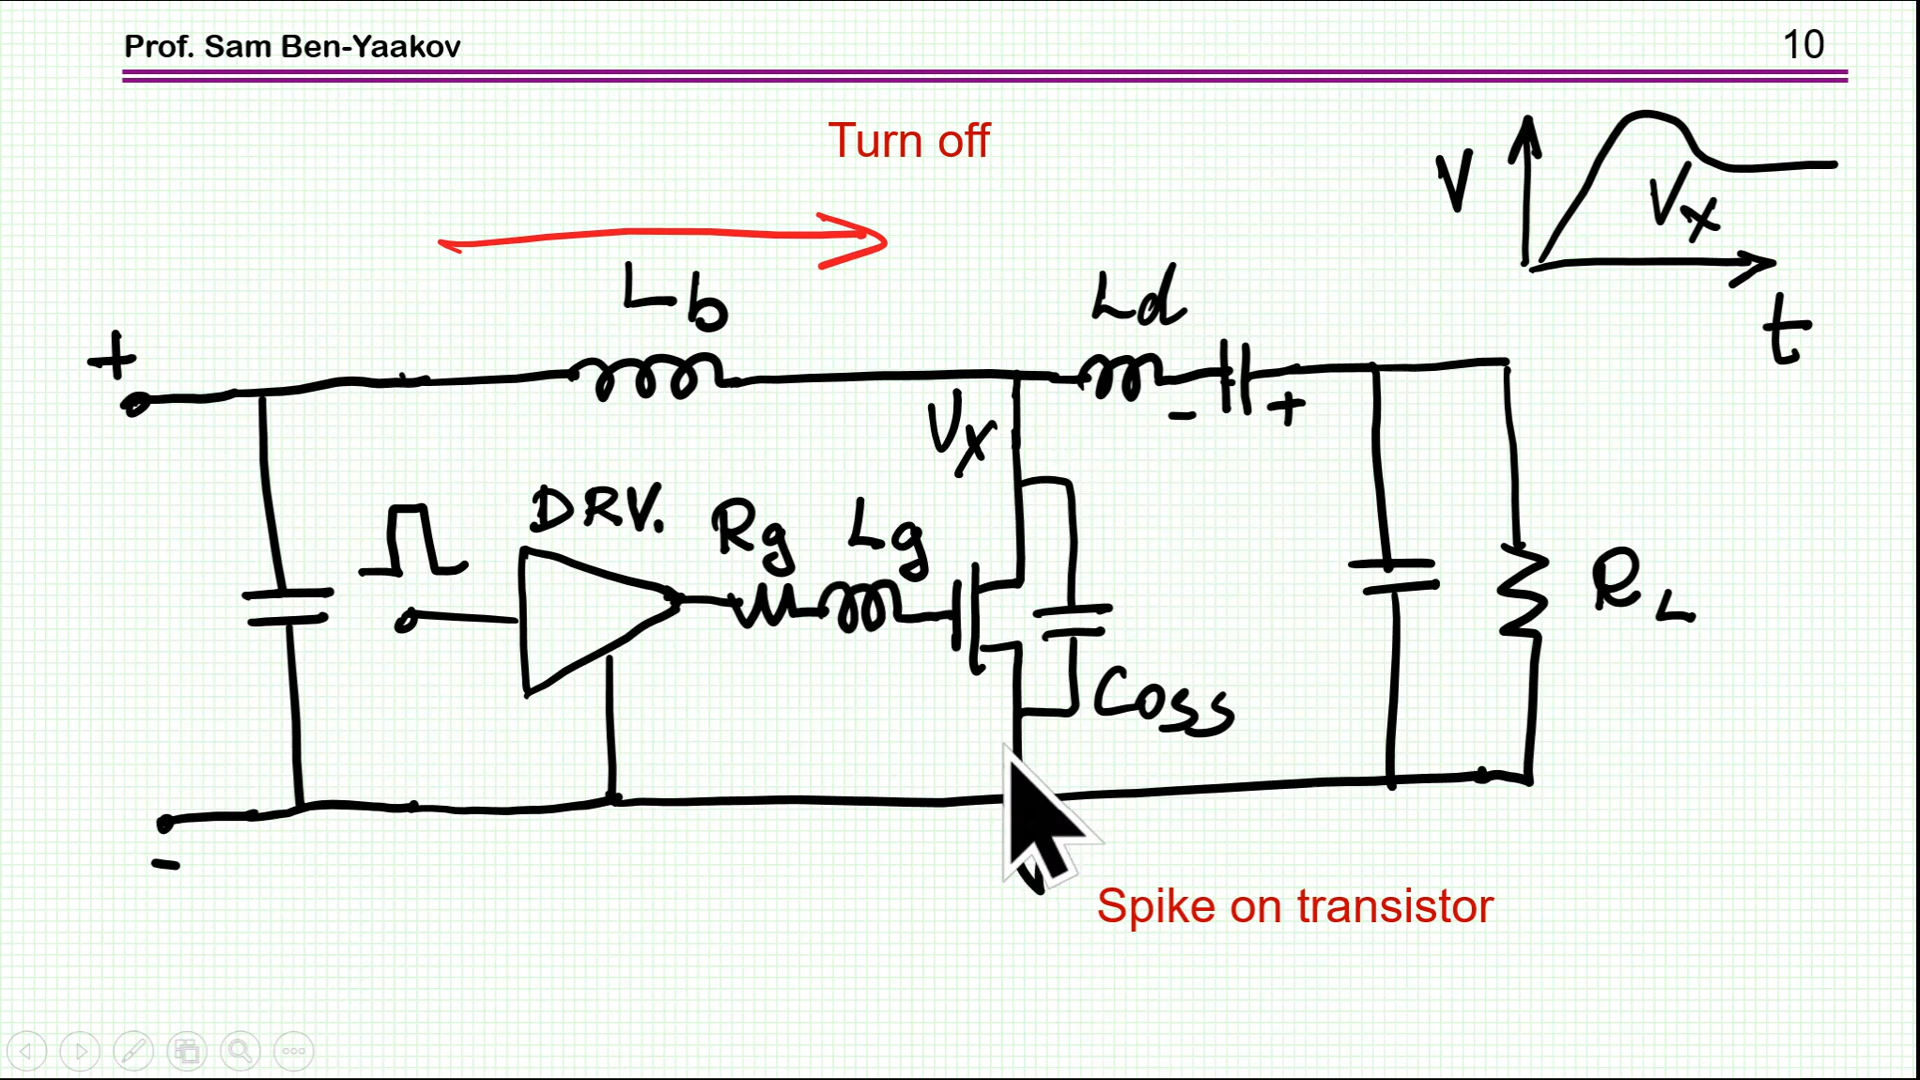 Prof. Sam Ben-Yaakov
10
Turn off
V
Vx
t
Lb
Ld
+
- +
Vx
DRV.
Rg
Lg
RL
Coss
-
Spike on transistor